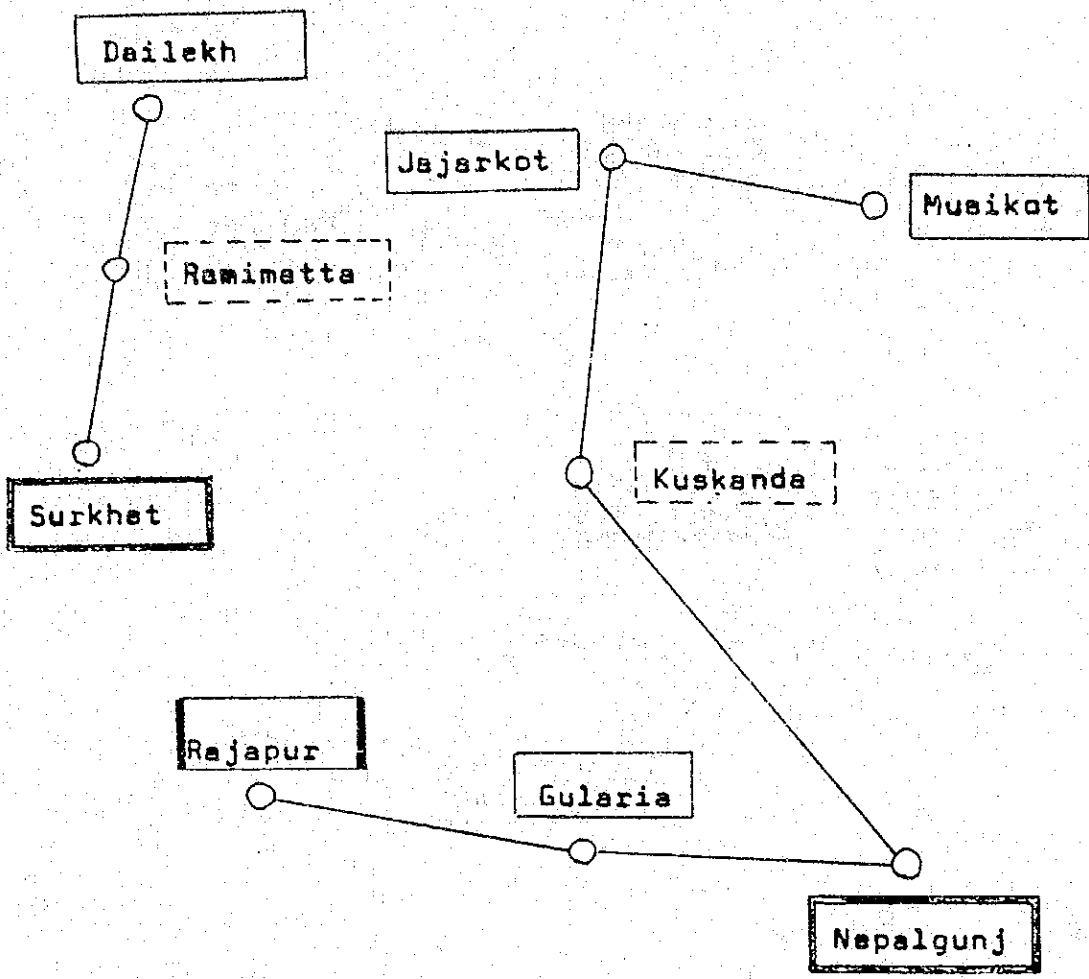 Dailekh
Jajarkot
Musikot
Ramimatta
Kuskanda
Surkhet
Rajapur
Gularia
Nepalgunj